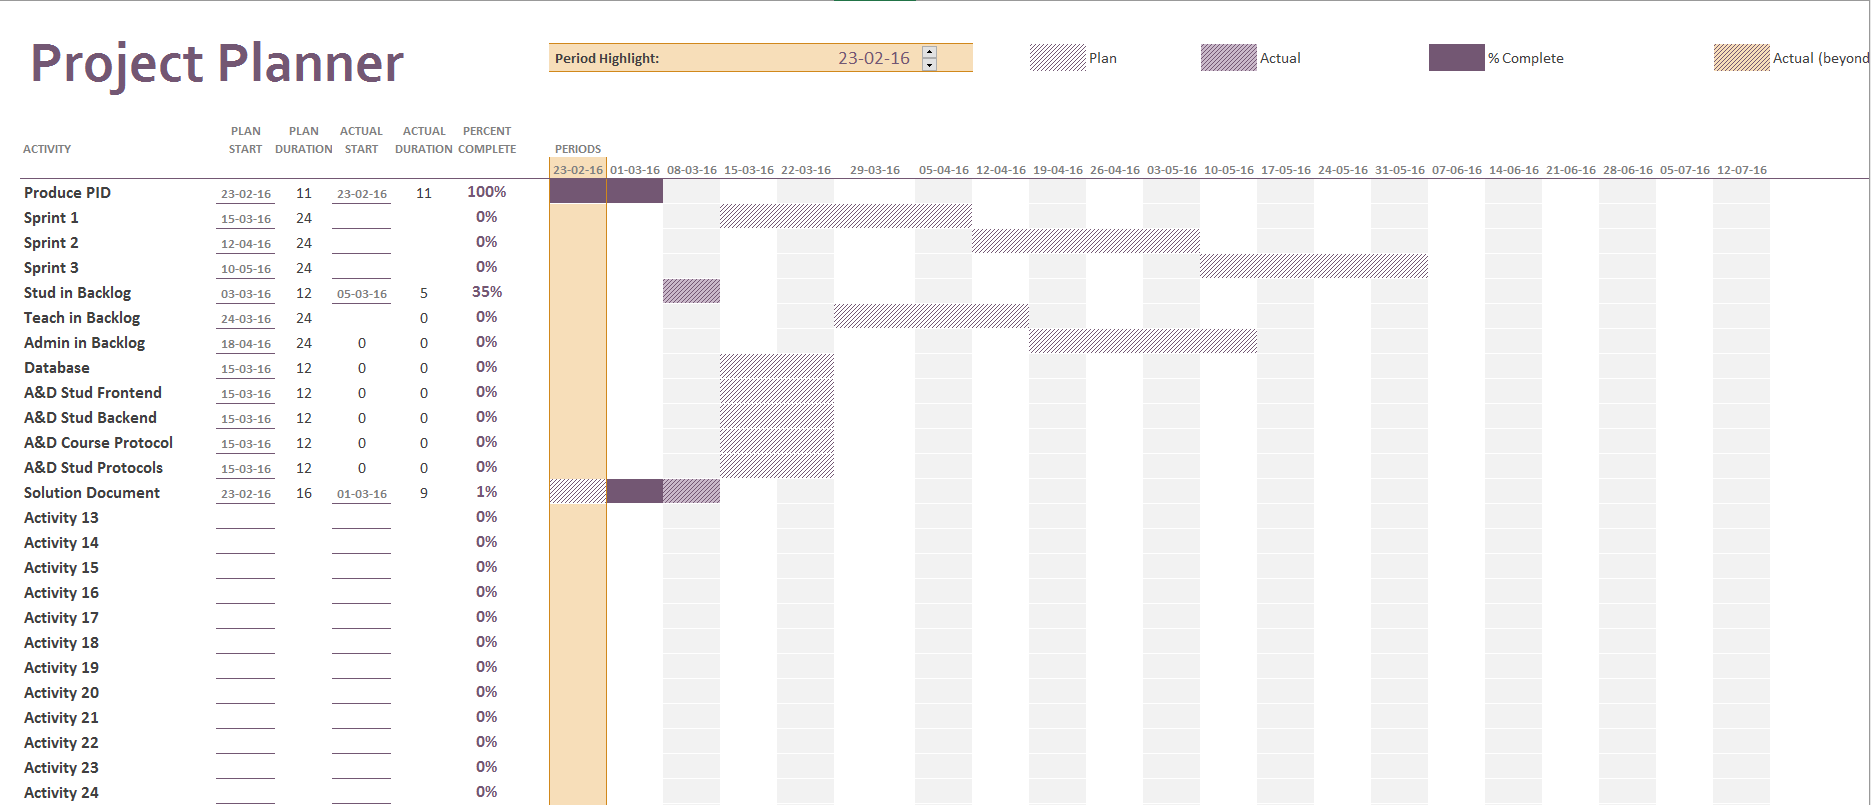 Project Planner
Period Highlight: 23-02-16
Plan
Actual
% Complete
Actual (beyond
PLAN PLAN ACTUAL ACTUAL PERCENT
ACTIVITY START DURATION START DURATION COMPLETE PERIODS
23-02-16 01-03-16 08-03-16 15-03-16 22-03-16 29-03-16 05-04-16 12-04-16 19-04-16 26-04-16 03-05-16 10-05-16 17-05-16 24-05-16 31-05-16 07-06-16 14-06-16 21-06-16 28-06-16 05-07-16 12-07-16
Produce PID 23-02-16 11 23-02-16 11 100%
Sprint 1 15-03-16 24 0%
Sprint 2 12-04-16 24 0%
Sprint 3 10-05-16 24 0%
Stud in Backlog 03-03-16 12 05-03-16 5 35%
Teach in Backlog 24-03-16 24 0 0%
Admin in Backlog 18-04-16 24 0 0 0%
Database 15-03-16 12 0 0 0%
A&D Stud Frontend 15-03-16 12 0 0 0%
A&D Stud Backend 15-03-16 12 0 0 0%
A&D Course Protocol 15-03-16 12 0 0 0%
A&D Stud Protocols 15-03-16 12 0 0 0%
Solution Document 23-02-16 16 01-03-16 9 1%
Activity 13 0%
Activity 14 0%
Activity 15 0%
Activity 16 0%
Activity 17 0%
Activity 18 0%
Activity 19 0%
Activity 20 0%
Activity 21 0%
Activity 22 0%
Activity 23 0%
Activity 24 0%